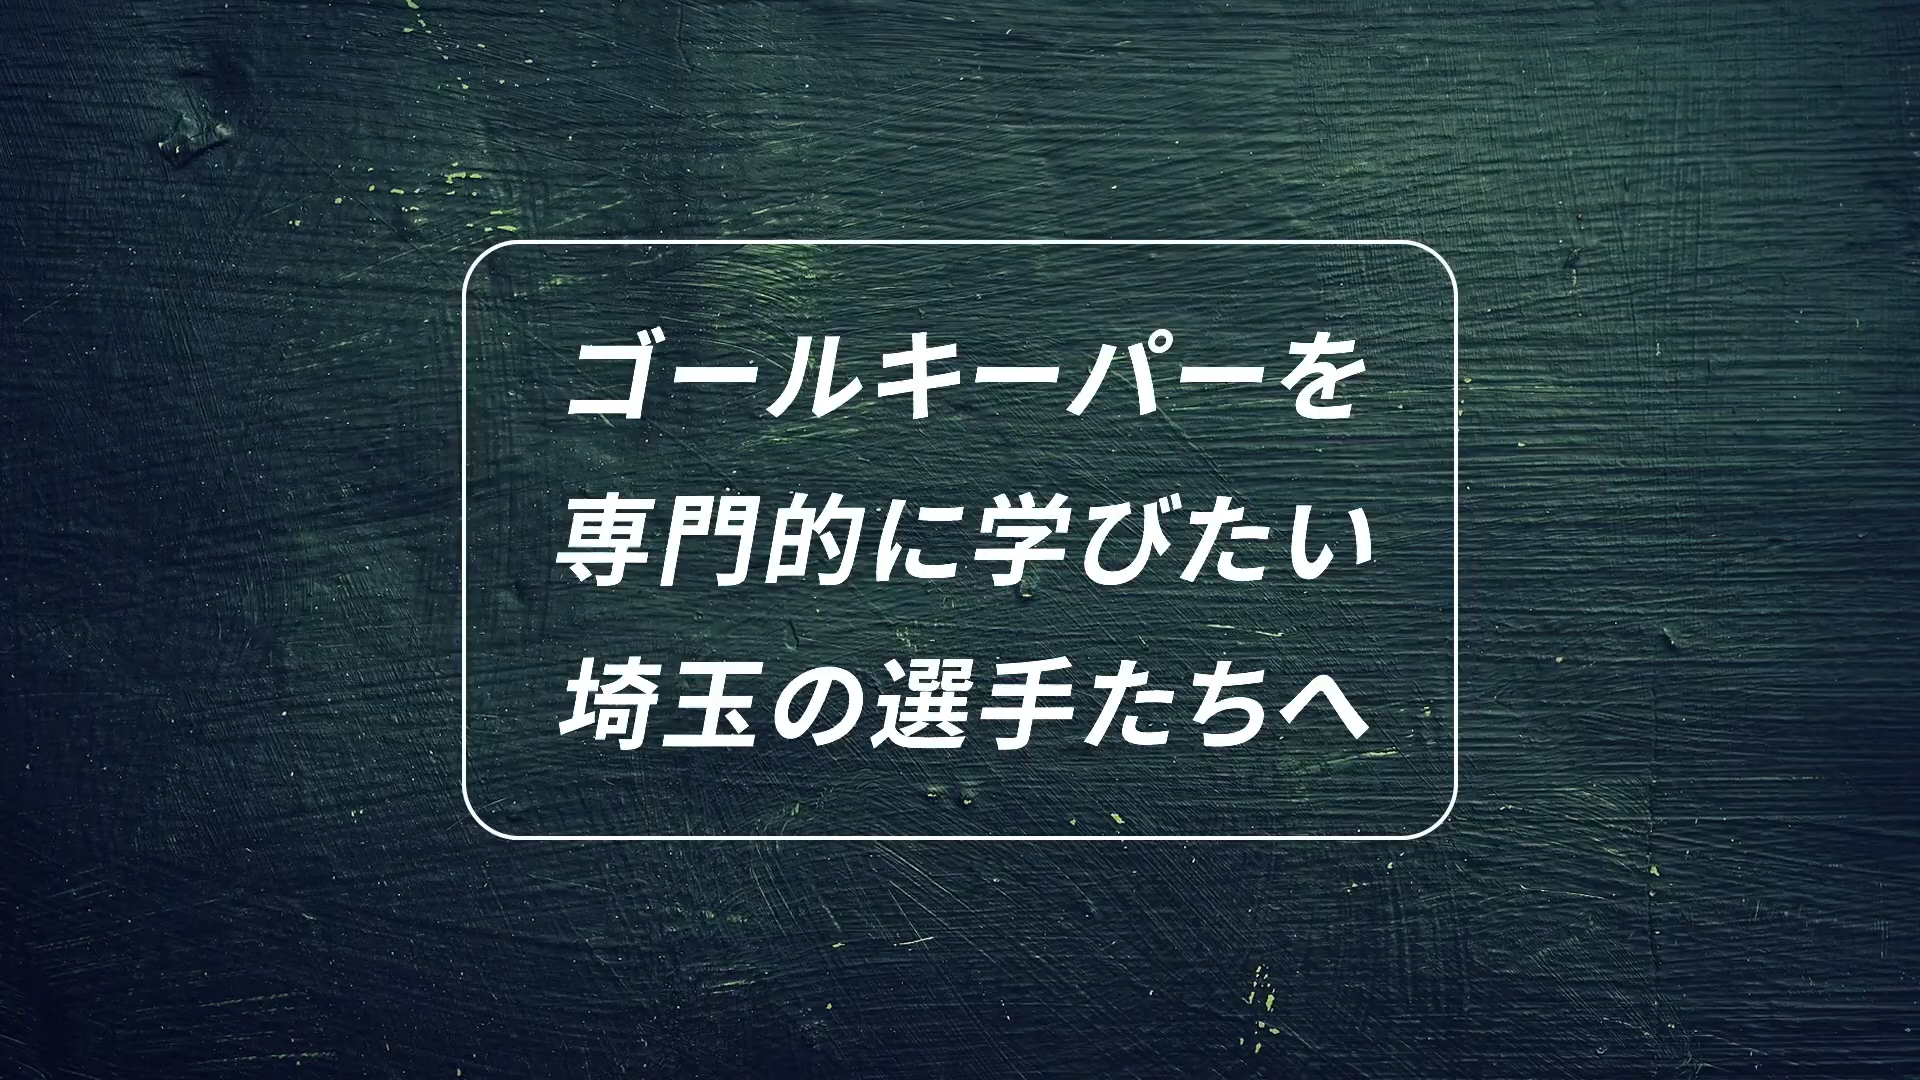 ゴールキーパーを
専門的に学びたい
埼玉の選手たちへ